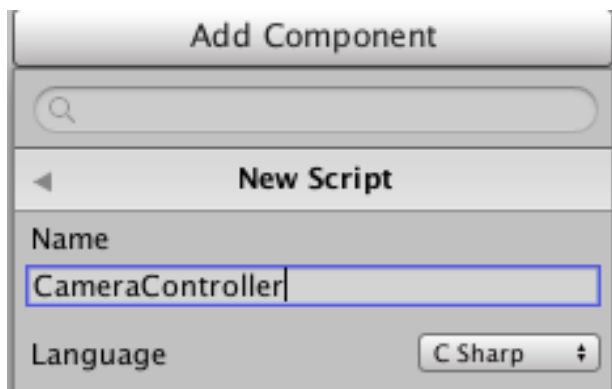 Add Component
New Script
Name
CameraController
Language C Sharp